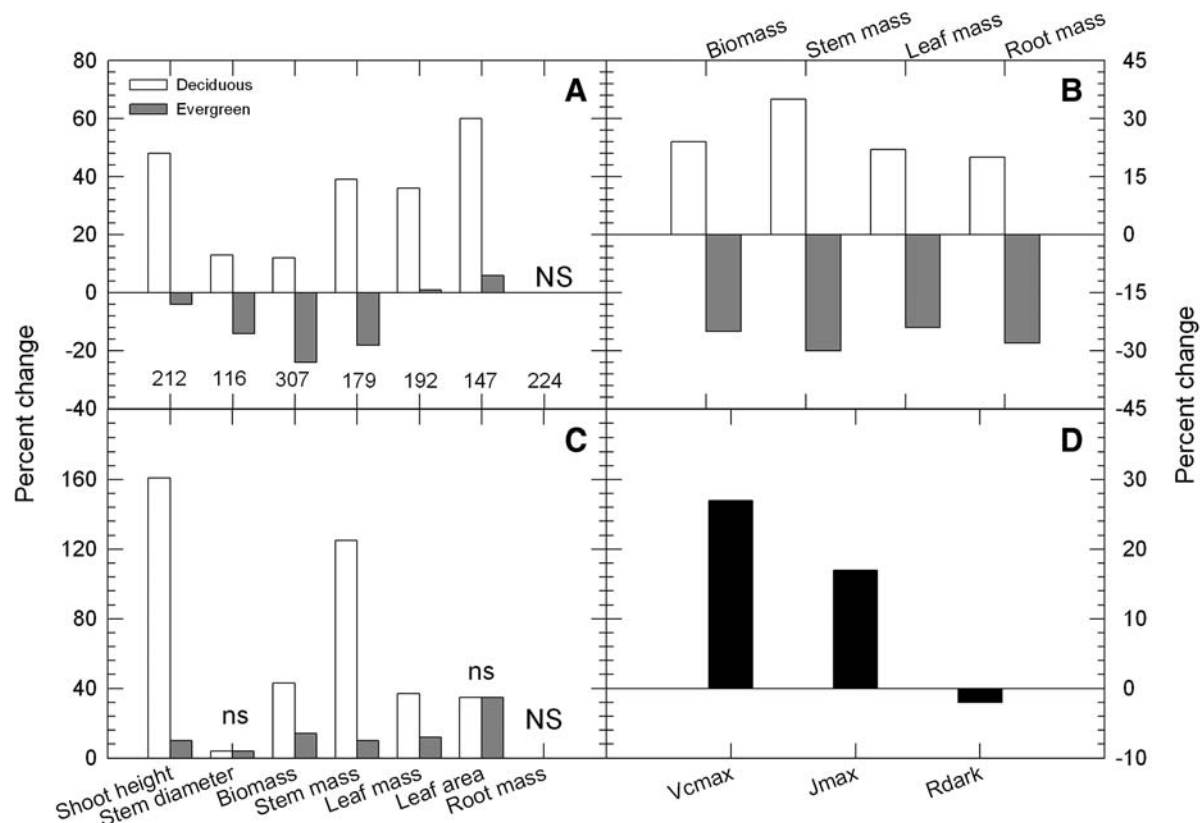 Biomass
Stem mass
Leaf mass
Root mass
Percent change
80
60
40
20
0
-20
-40
Deciduous
Evergreen
A
NS
212 116 307 179 192 147 224
B
45
30
15
0
-15
-30
-45
Percent change
160
120
80
40
0
C
ns
ns
NS
Shoot height
Stem diameter
Biomass
Stem mass
Leaf mass
Leaf area
Root mass
D
30
20
10
0
-10
Vcmax
Jmax
Rdark